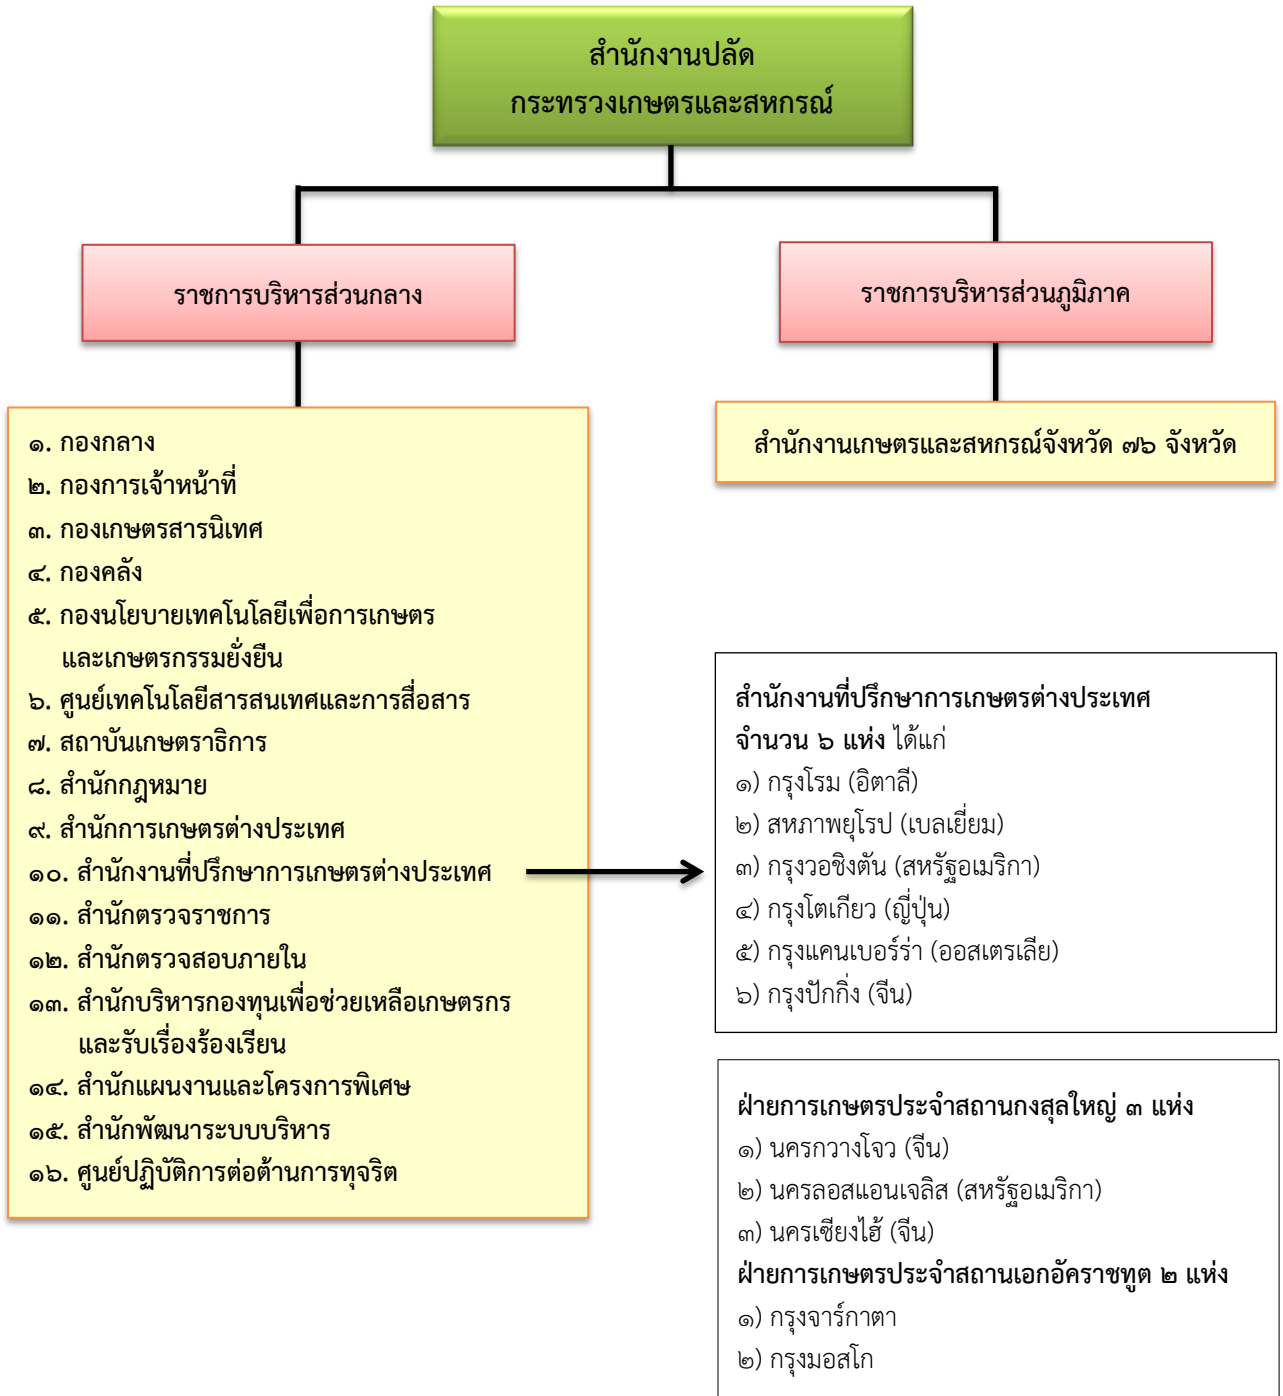 สำนักงานปลัด
กระทรวงเกษตรและสหกรณ์
ราชการบริหารส่วนกลาง
ราชการบริหารส่วนภูมิภาค
๑. กองกลาง
๒. กองการเจ้าหน้าที่
๓. กองเกษตรสารนิเทศ
๔. กองคลัง
๕. กองนโยบายเทคโนโลยีเพื่อการเกษตร
และเกษตรกรรมยั่งยืน
๖. ศูนย์เทคโนโลยีสารสนเทศและการสื่อสาร
๗. สถาบันเกษตราธิการ
๘. สำนักกฎหมาย
๙. สำนักการเกษตรต่างประเทศ
๑๐. สำนักงานที่ปรึกษาการเกษตรต่างประเทศ
๑๑. สำนักตรวจราชการ
๑๒. สำนักตรวจสอบภายใน
๑๓. สำนักบริหารกองทุนเพื่อช่วยเหลือเกษตรกร
และรับเรื่องร้องเรียน
๑๔. สำนักแผนงานและโครงการพิเศษ
๑๕. สำนักพัฒนาระบบบริหาร
๑๖. ศูนย์ปฏิบัติการต่อต้านการทุจริต
สำนักงานเกษตรและสหกรณ์จังหวัด ๗๖ จังหวัด
สำนักงานที่ปรึกษาการเกษตรต่างประเทศ
จำนวน ๖ แห่ง ได้แก่
๑) กรุงโรม (อิตาลี)
๒) สหภาพยุโรป (เบลเยี่ยม)
๓) กรุงวอชิงตัน (สหรัฐอเมริกา)
๔) กรุงโตเกียว (ญี่ปุ่น)
๕) กรุงแคนเบอร์ร่า (ออสเตรเลีย)
๖) กรุงปักกิ่ง (จีน)
ฝ่ายการเกษตรประจำสถานกงสุลใหญ่ ๓ แห่ง
๑) นครกวางโจว (จีน)
๒) นครลอสแอนเจลิส (สหรัฐอเมริกา)
๓) นครเซียงไฮ้ (จีน)
ฝ่ายการเกษตรประจำสถานเอกอัคราชทูต ๒ แห่ง
๑) กรุงจาร์กาตา
๒) กรุงมอสโก